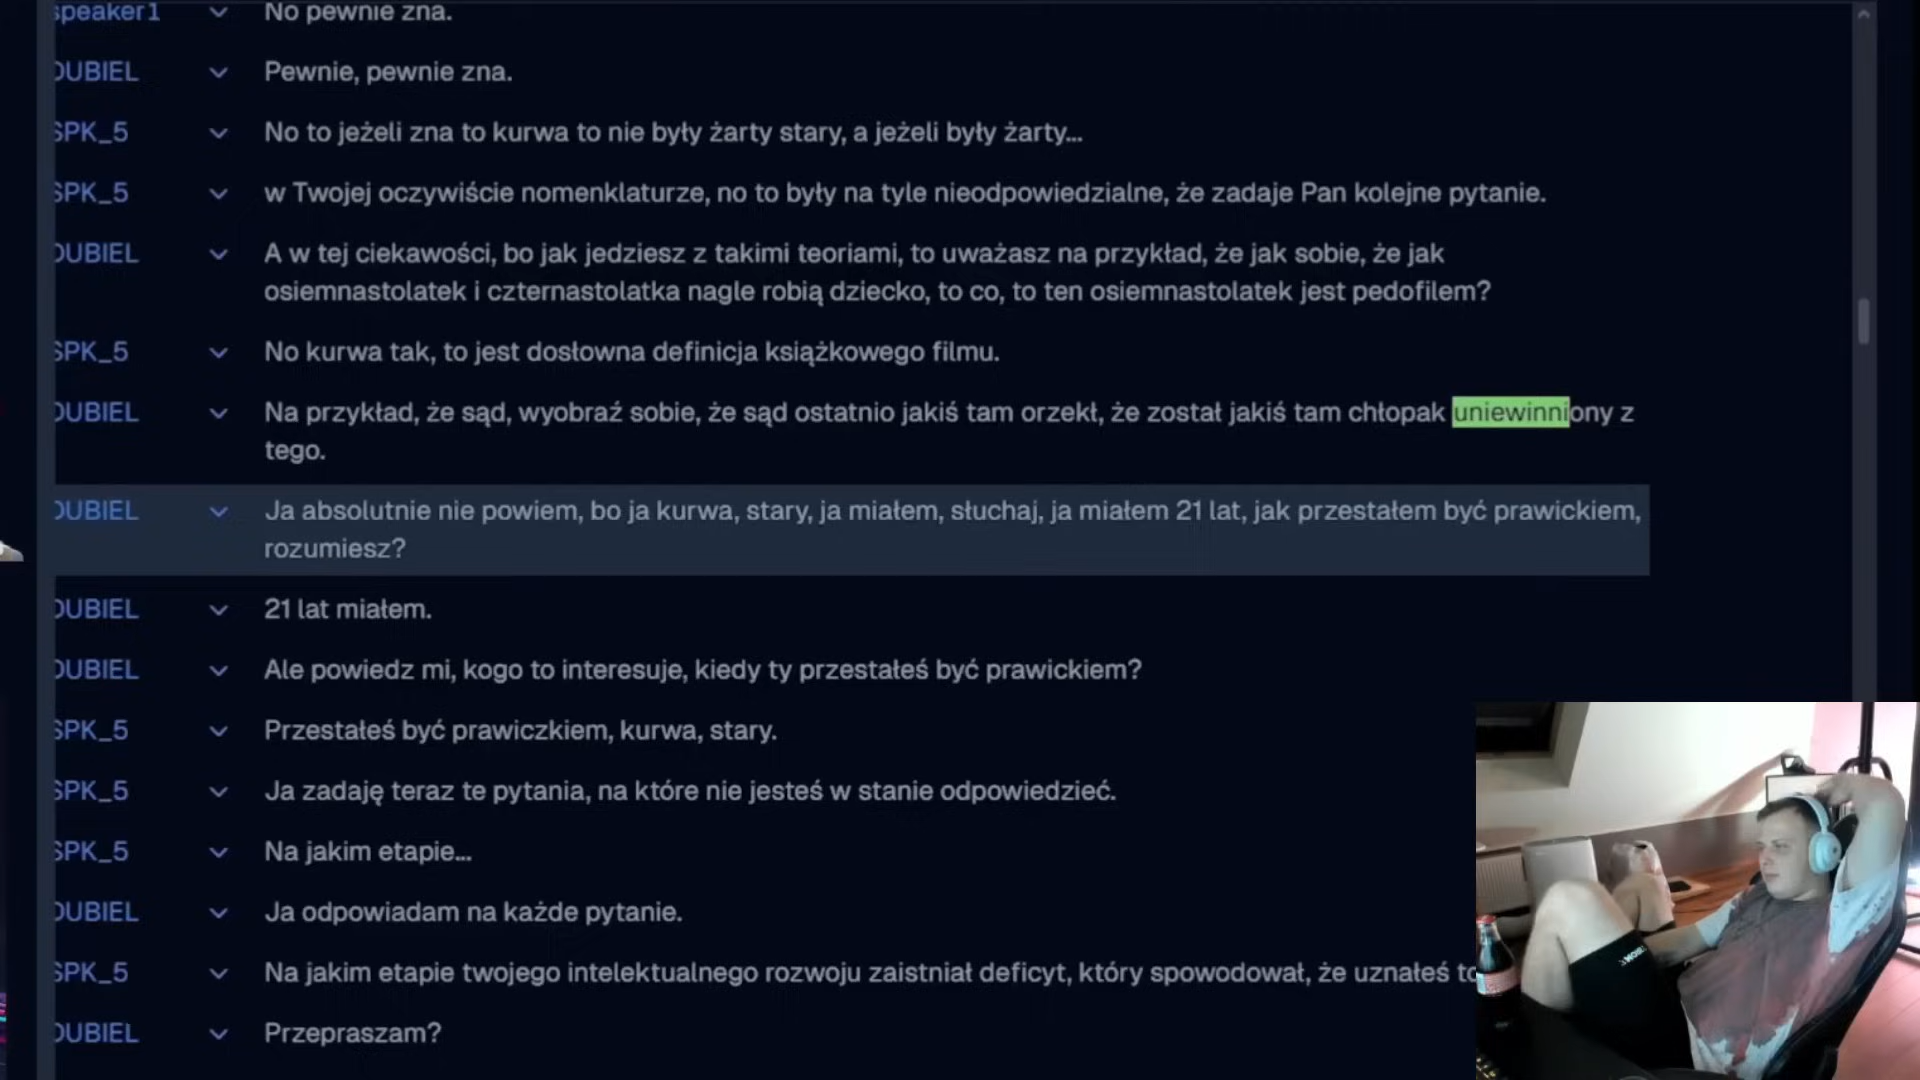 speaker1 No pewnie zna.
DUBIEL Pewnie, pewnie zna.
SPK_5 No to jeżeli zna to kurwa to nie były żarty stary, a jeżeli były żarty...
SPK_5 w Twojej oczywiście nomenklaturze, no to były na tyle nieodpowiedzialne, że zadaje Pan kolejne pytanie.
DUBIEL A w tej ciekawości, bo jak jedziesz z takimi teoriami, to uważasz na przykład, że jak sobie, że jak
osiemnastolatek i czternastolatka nagle robią dziecko, to co, to ten osiemnastolatek jest pedofilem?
SPK_5 No kurwa tak, to jest dosłowna definicja książkowego filmu.
DUBIEL Na przykład, że sąd, wyobraź sobie, że sąd ostatnio jakiś tam orzekł, że został jakiś tam chłopak uniewinniony z
tego.
DUBIEL Ja absolutnie nie powiem, bo ja kurwa, stary, ja miałem, słuchaj, ja miałem 21 lat, jak przestałem być prawickiem,
rozumiesz?
DUBIEL 21 lat miałem.
DUBIEL Ale powiedz mi, kogo to interesuje, kiedy ty przestałeś być prawickiem?
SPK_5 Przestałeś być prawiczkiem, kurwa, stary.
SPK_5 Ja zadaję teraz te pytania, na które nie jesteś w stanie odpowiedzieć.
SPK_5 Na jakim etapie...
DUBIEL Ja odpowiadam na każde pytanie.
SPK_5 Na jakim etapie twojego intelektualnego rozwoju zaistniał deficyt, który spowodował, że uznałeś to
DUBIEL Przepraszam?